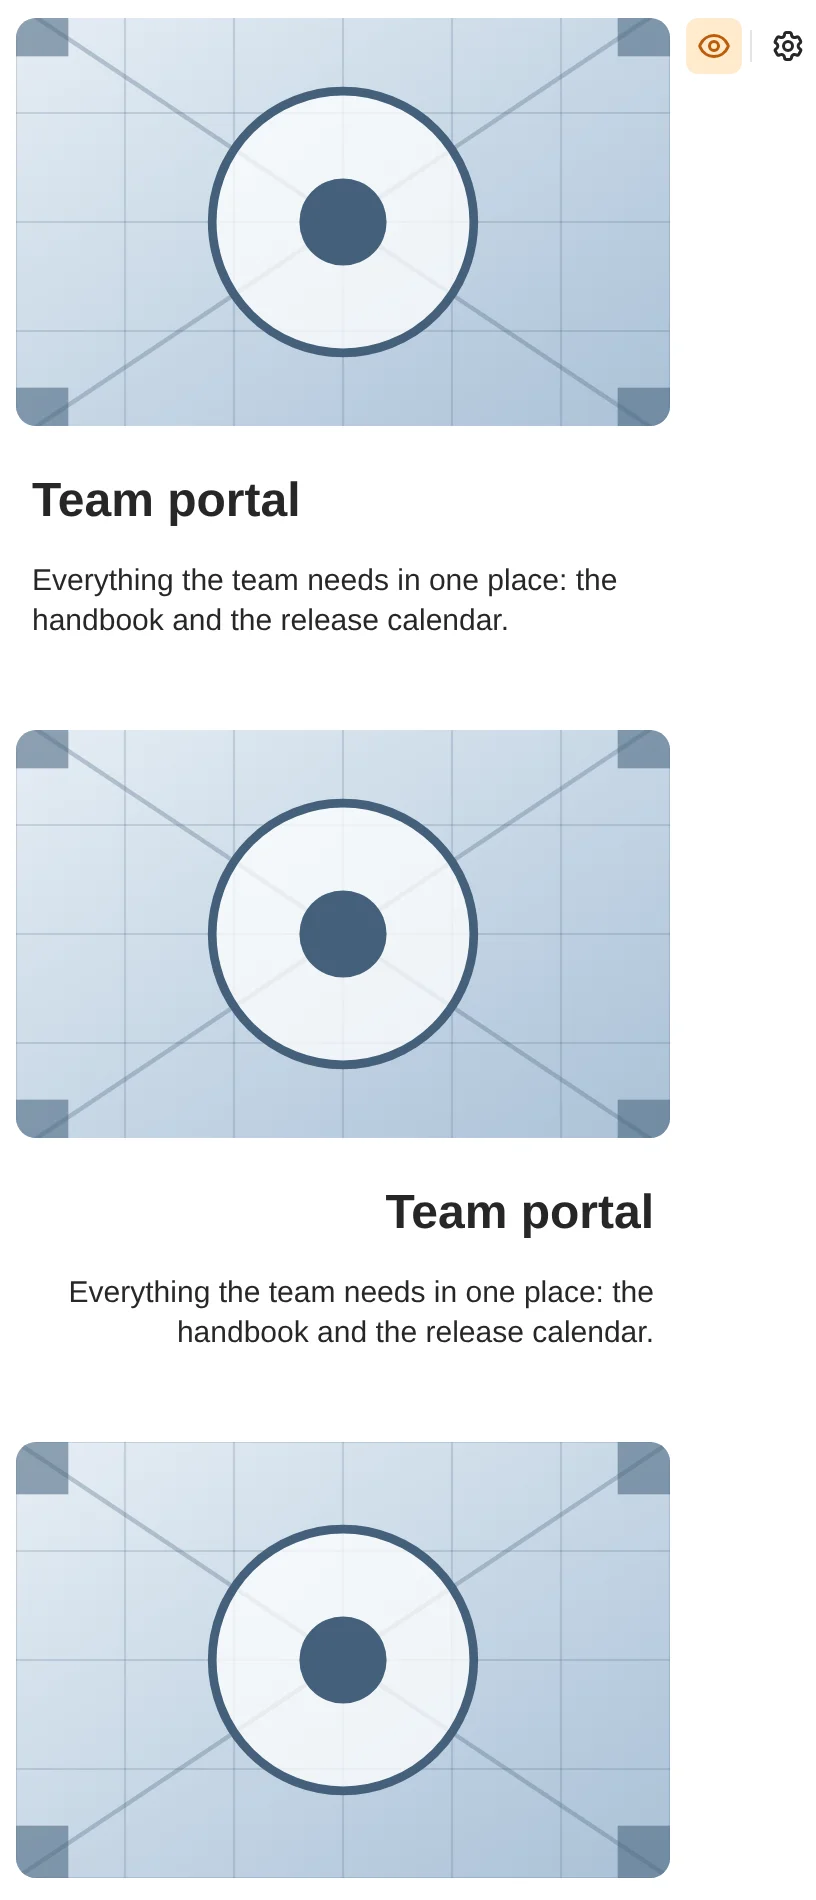 Team portal
Everything the team needs in one place: the
handbook and the release calendar.
Team portal
Everything the team needs in one place: the
handbook and the release calendar.